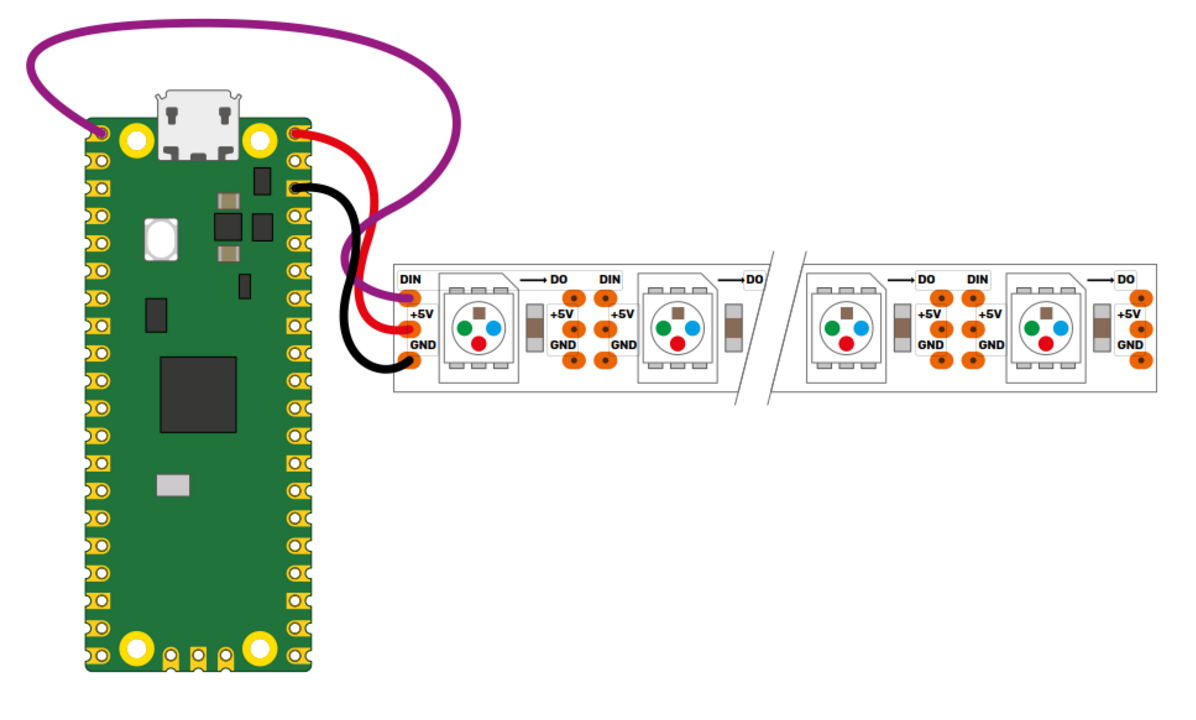 DIN DO DIN DO DO DIN DO
+5V +5V +5V +5V +5V +5V
GND GND GND GND GND GND